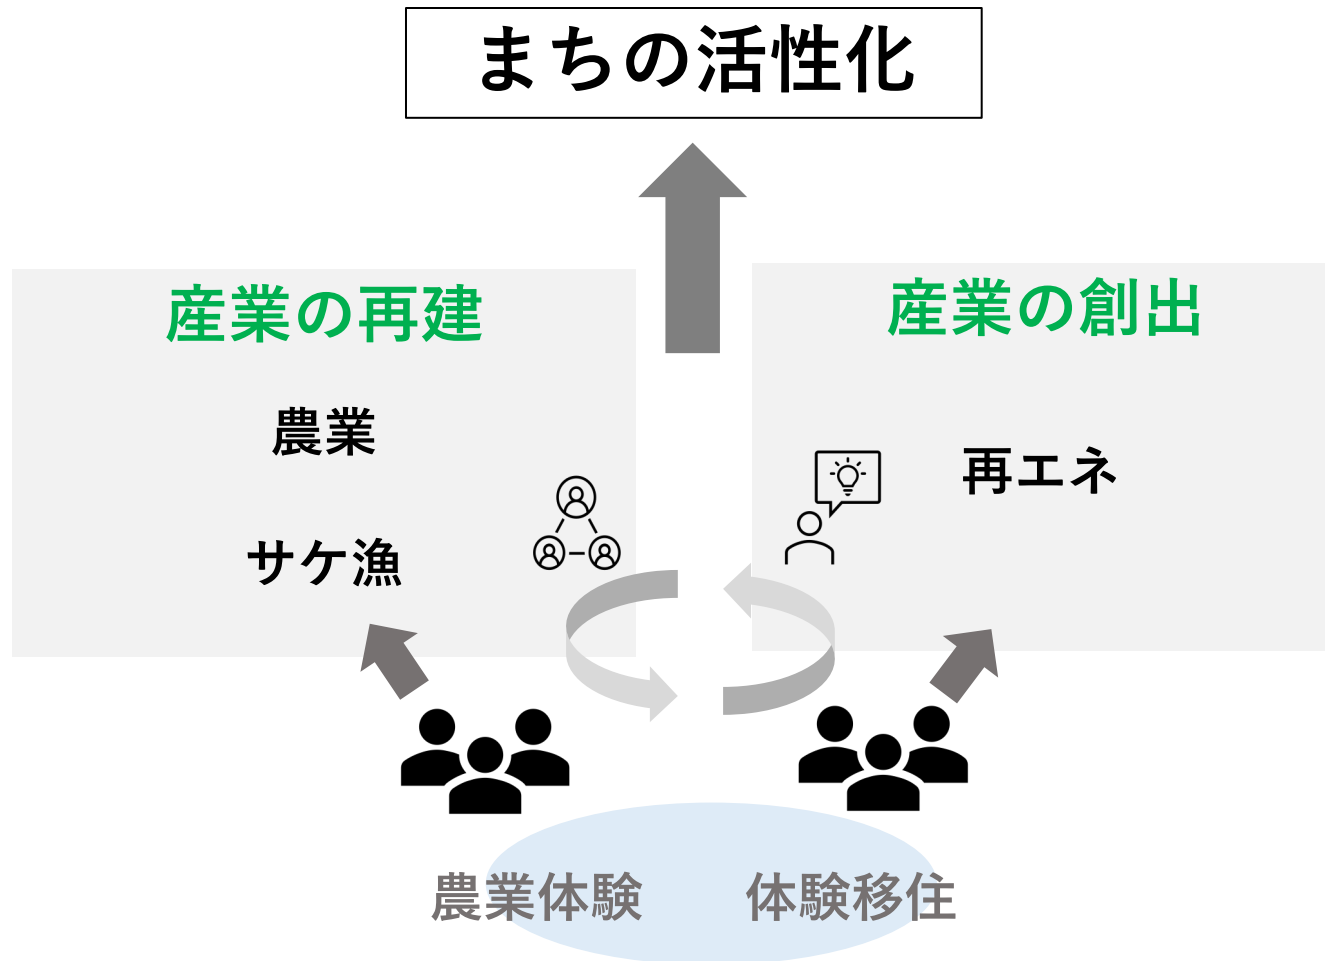 まちの活性化
産業の再建
農業
サケ漁
産業の創出
再エネ
農業体験
体験移住